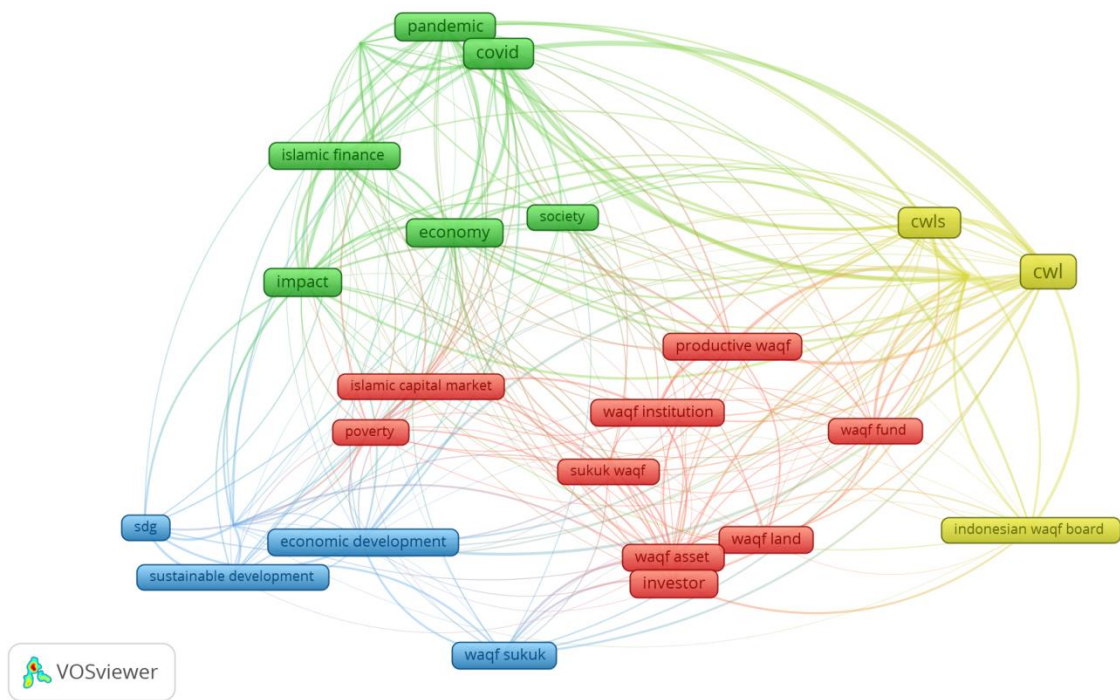 pandemic
covid
islamic finance
society
cwls
economy
cwl
impact
productive waqf
islamic capital market
waqf institution
poverty
waqf fund
sukuk waqf
sdg
indonesian waqf board
economic development
waqf land
waqf asset
sustainable development
investor
waqf sukuk
VOSviewer